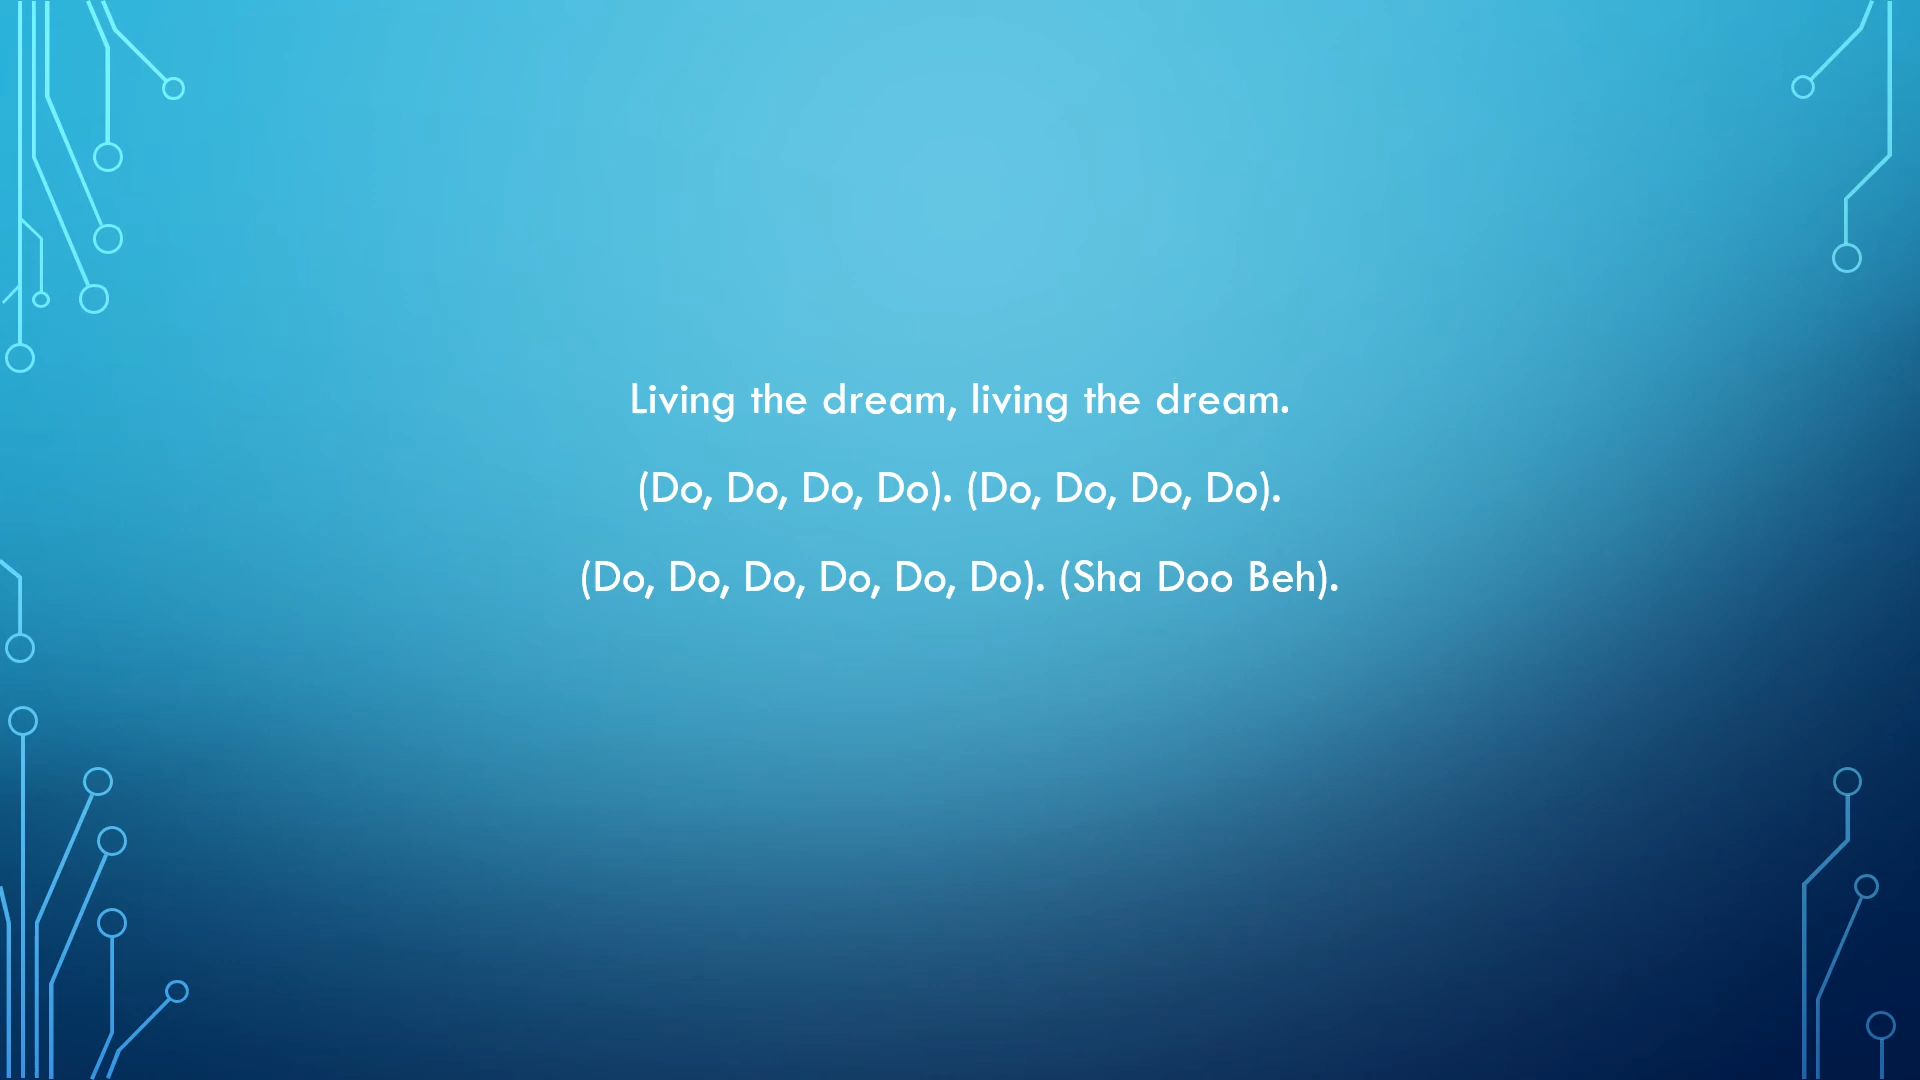 Living the dream, living the dream.
(Do, Do, Do, Do). (Do, Do, Do, Do).
(Do, Do, Do, Do, Do, Do). (Sha Doo Beh).